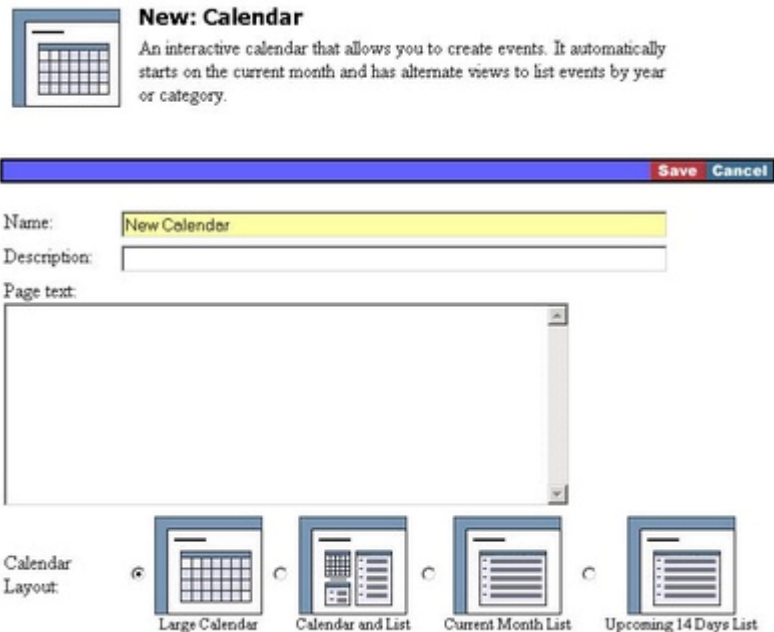 New: Calendar
An interactive calendar that allows you to create events. It automatically
starts on the current month and has alternate views to list events by year
or category.
Save Cancel
Name: New Calendar
Description:
Page text:
Calendar
Layout:
Large Calendar Calendar and List Current Month List Upcoming 14 Days List